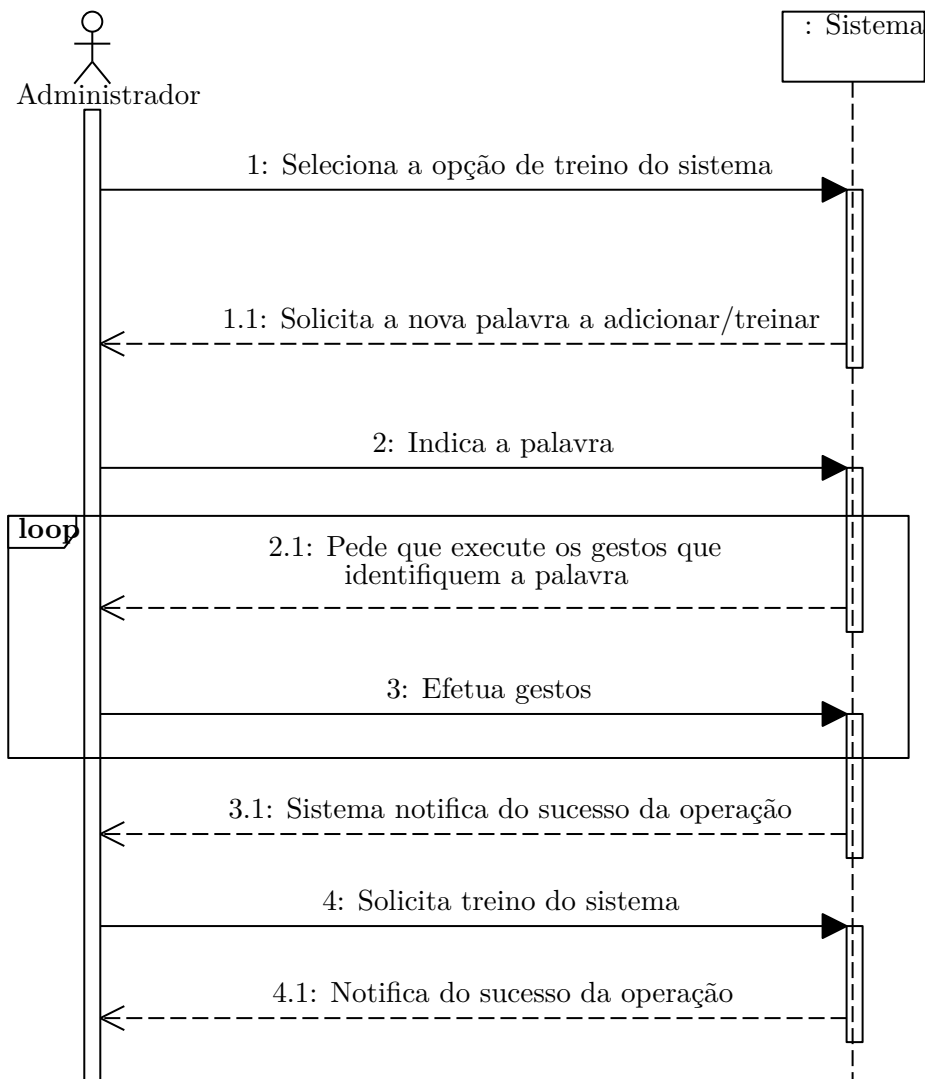 : Sistema
Administrador
1: Seleciona a opção de treino do sistema
1.1: Solicita a nova palavra a adicionar/treinar
2: Indica a palavra
loop
2.1: Pede que execute os gestos que
identifiquem a palavra
3: Efetua gestos
3.1: Sistema notifica do sucesso da operação
4: Solicita treino do sistema
4.1: Notifica do sucesso da operação